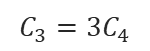 C₃ = 3C₄